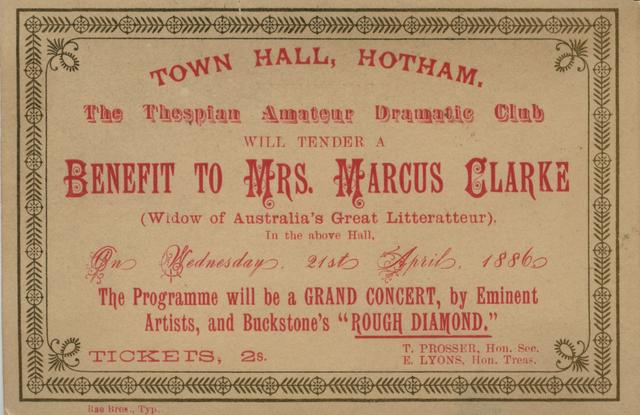 TOWN HALL, HOTHAM.
The Thespian Amateur Dramatic Club
WILL TENDER A
BENEFIT TO MRS. MARCUS CLARKE
(Widow of Australia's Great Litteratteur),
In the above Hall,
On Wednesday, 21st April, 1886
The Programme will be a GRAND CONCERT, by Eminent
Artists, and Buckstone's "ROUGH DIAMOND."
TICKETS, 2s.
T. PROSSER, Hon. Sec.
E. LYONS, Hon. Treas.
Rae Bros., Typ.